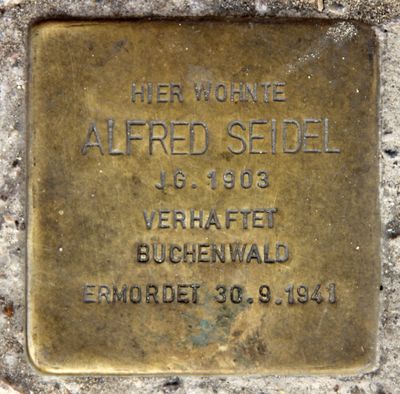 HIER WOHNTE
ALFRED SEIDEL
JG. 1903
VERHAFTET
BUCHENWALD
ERMORDET 30.9.1941